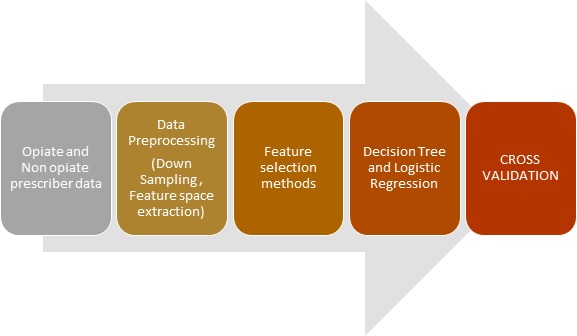 Opiate and
Non opiate
prescriber data
Data
Preprocessing
(Down
Sampling ,
Feature space
extraction)
Feature
selection
methods
Decision Tree
and Logistic
Regression
CROSS
VALIDATION